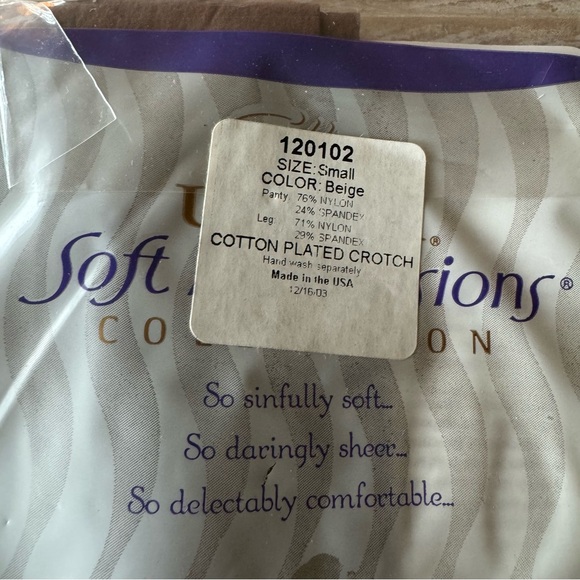 120102
SIZE: Small
COLOR: Beige
Panty 76% NYLON
24% SPANDEX
Leg 71% NYLON
29% SPANDEX
COTTON PLATED CROTCH
Hand wash separately
Made in the USA
12/16/03
U ®
Soft rions®
CO ON
So sinfully soft...
So daringly sheer...
So delectably comfortable...